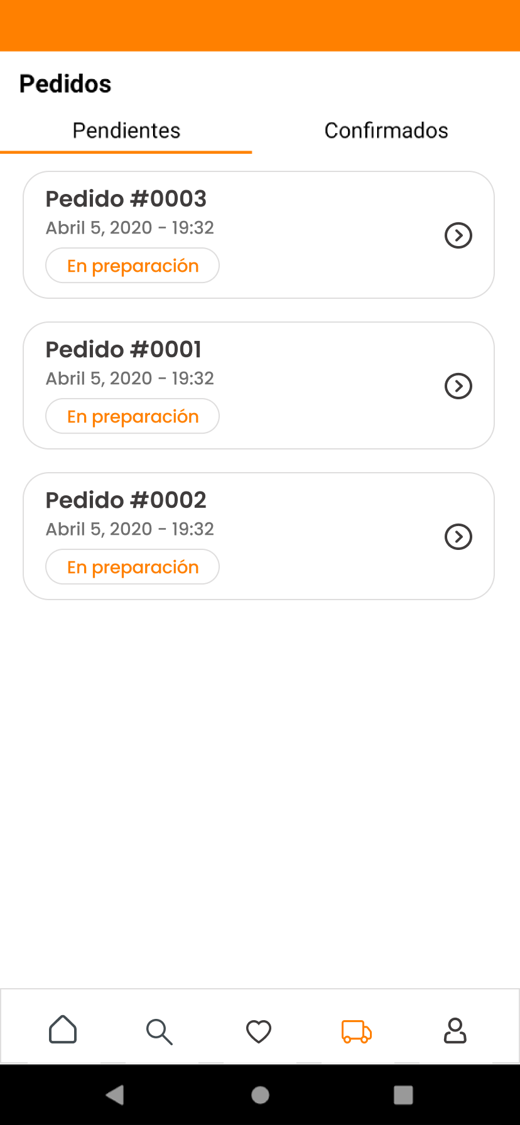 Pedidos
Pendientes
Confirmados
Pedido #0003
Abril 5, 2020 - 19:32
En preparación
Pedido #0001
Abril 5, 2020 - 19:32
En preparación
Pedido #0002
Abril 5, 2020 - 19:32
En preparación